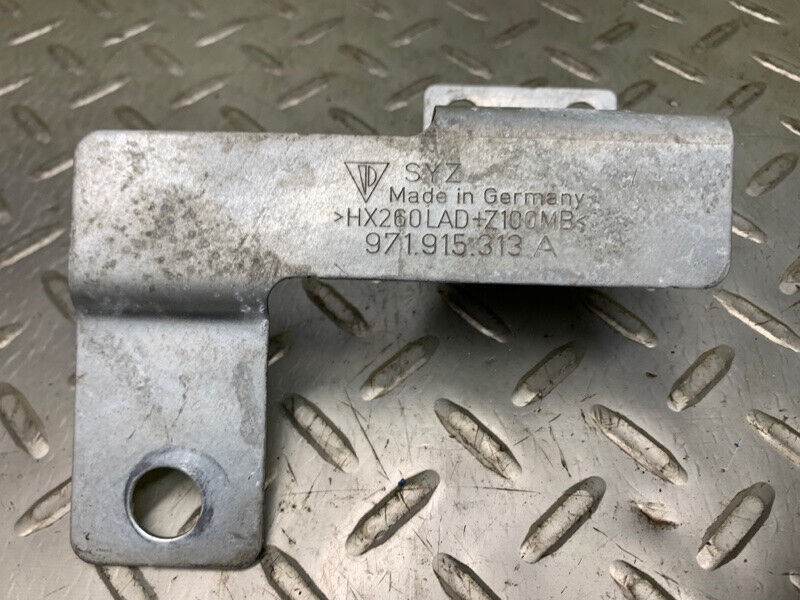 SYZ
Made in Germany
>HX260LAD+Z100MB<
971.915.313 A